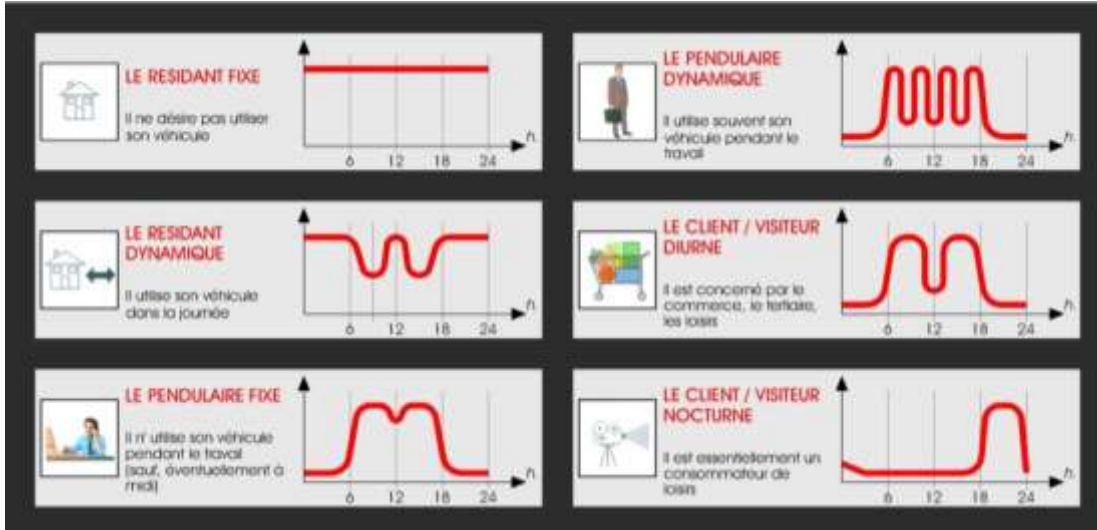 LE RESIDANT FIXE
Il ne désire pas utiliser
son véhicule
h.
6 12 18 24
LE RESIDANT
DYNAMIQUE
Il utilise son véhicule
dans la journée
h.
6 12 18 24
LE PENDULAIRE FIXE
Il n' utilise son véhicule
pendant le travail
(sauf, éventuellement à
midi)
h.
6 12 18 24
LE PENDULAIRE
DYNAMIQUE
Il utilise souvent son
véhicule pendant le
travail
h.
6 12 18 24
LE CLIENT / VISITEUR
DIURNE
Il est concerné par le
commerce, le tertiaire,
les loisirs
h.
6 12 18 24
LE CLIENT / VISITEUR
NOCTURNE
Il est essentiellement un
consommateur de
loisirs
h.
6 12 18 24